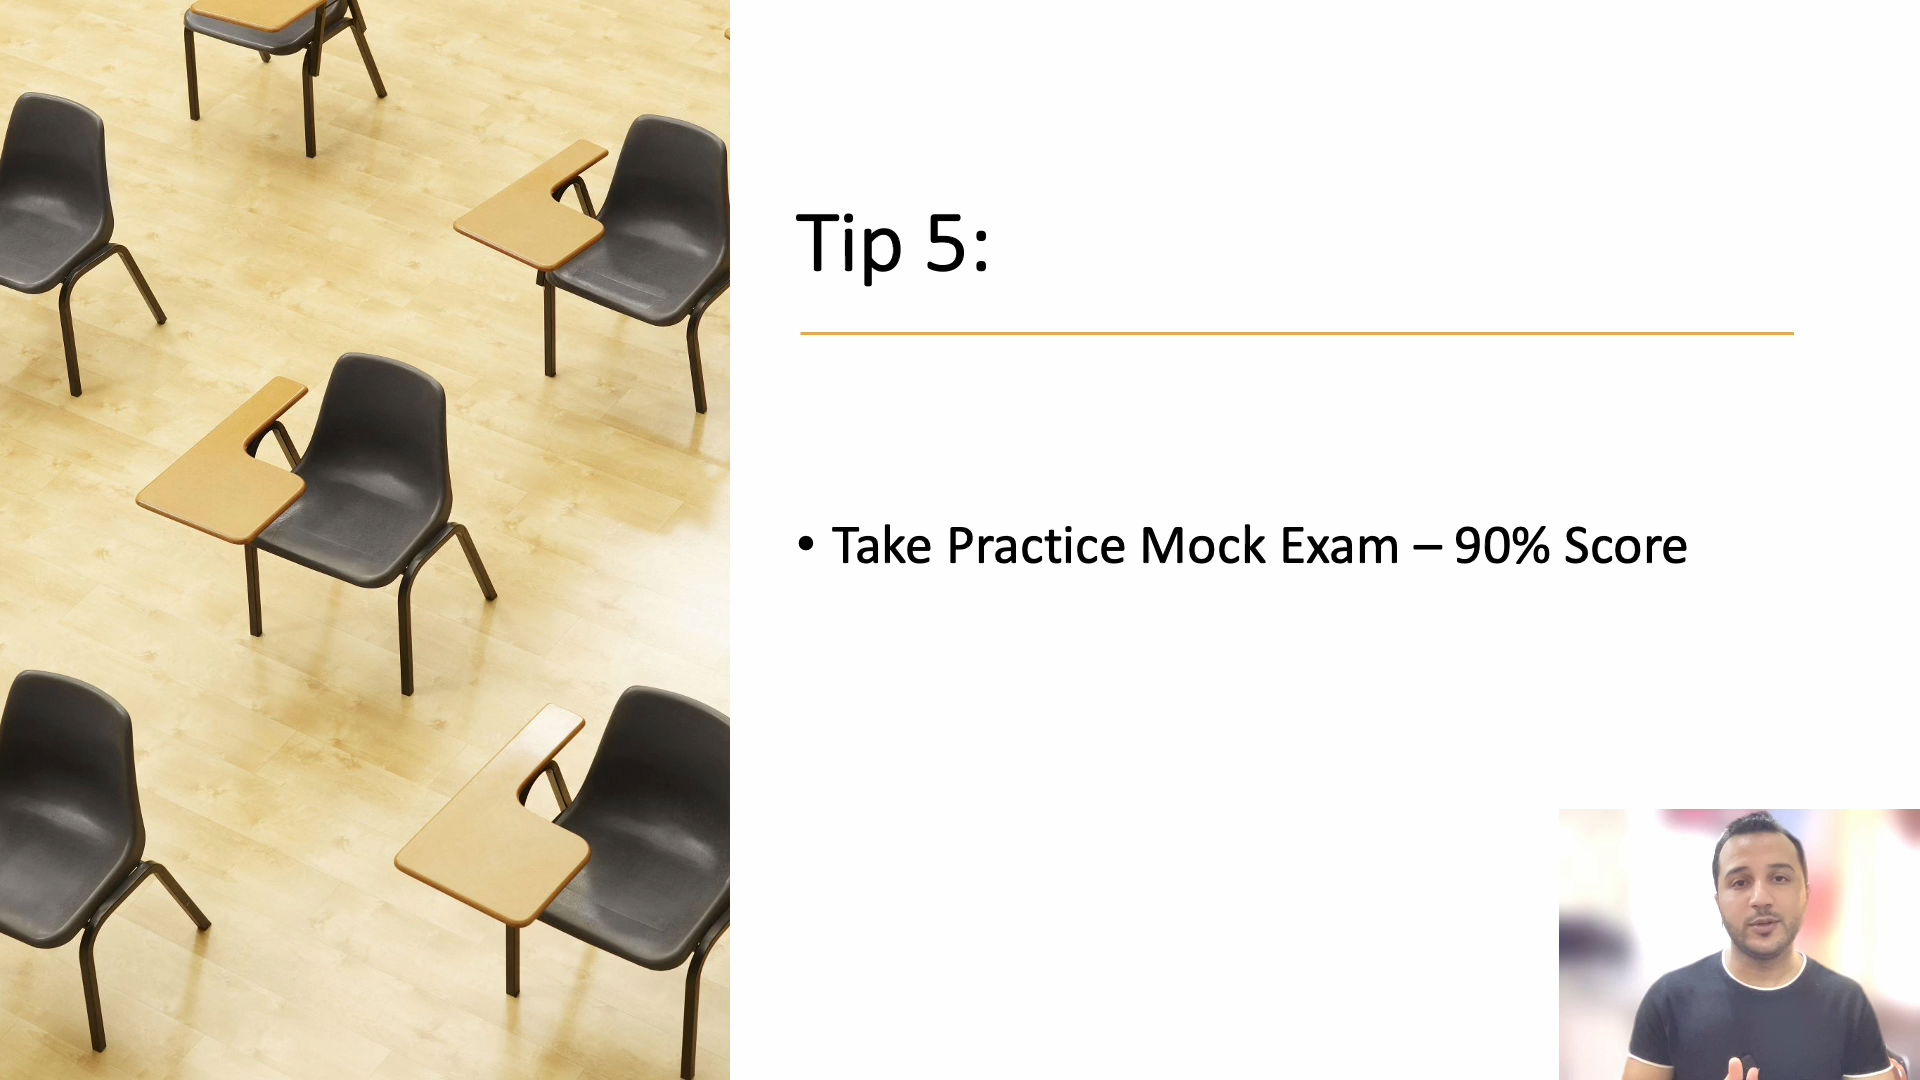 Tip 5:
• Take Practice Mock Exam – 90% Score